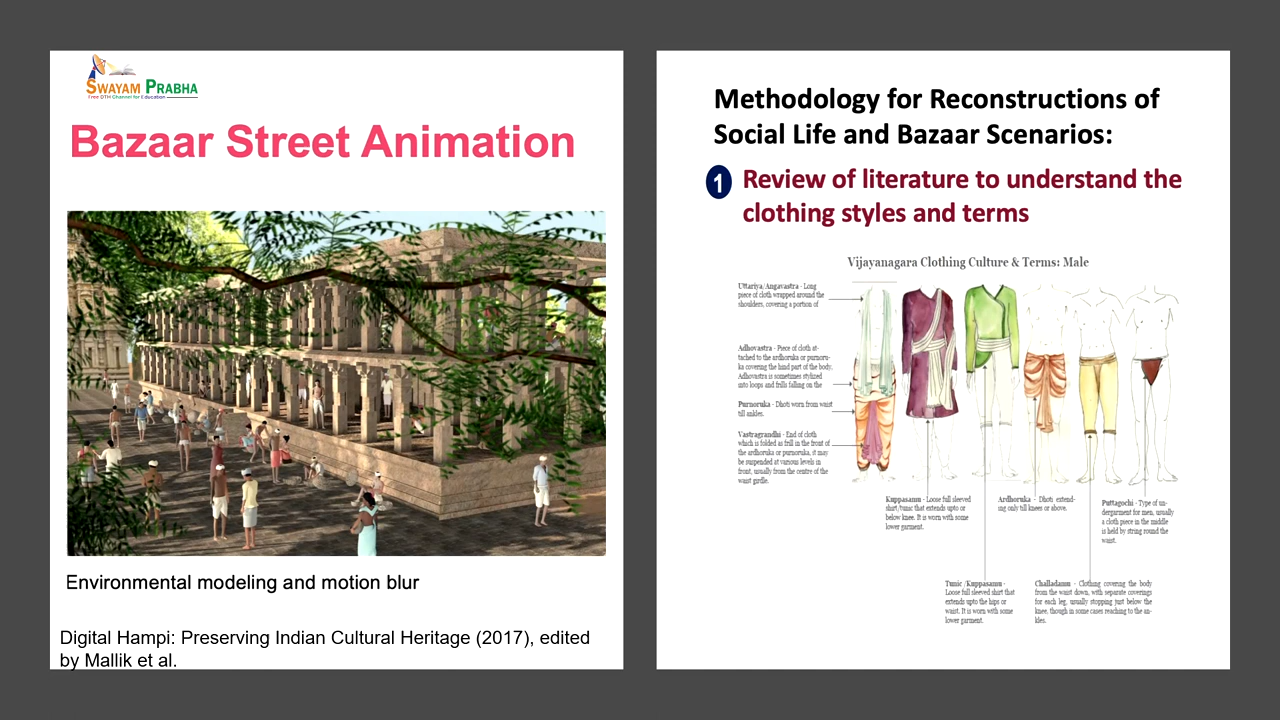 SWAYAM PRABHA
Free DTH Channel for Education
Bazaar Street Animation
Environmental modeling and motion blur
Digital Hampi: Preserving Indian Cultural Heritage (2017), edited
by Mallik et al.
Methodology for Reconstructions of
Social Life and Bazaar Scenarios:
1 Review of literature to understand the
clothing styles and terms
Vijayanagara Clothing Culture & Terms: Male
Uttariya/Angavastra - Long
piece of cloth wrapped around the
shoulders, covering a portion of
Adhovastra - Piece of cloth at-
tached to the ardhoruka or purnoru-
ka covering the hind part of the body.
Adhovastra is sometimes stylized
into loops and frills falling on the
Purnoruka - Dhoti worn from waist
till ankles.
Vastragrandhi - End of cloth
which is folded as frill in the front of
the ardhoruka or purnoruka, it may
be suspended at various levels in
front, usually from the centre of the
waist girdle.
Kuppasamu - Loose full sleeved
shirt/tunic that extends upto or
below knee. It is worn with some
lower garment.
Ardhoruka - Dhoti extend-
ing only till knees or above.
Puttagochi - Type of un-
dergarment for men, usually
a cloth piece in the middle
is held by string round the
waist.
Tunic /Kuppasamu -
Loose full sleeved shirt that
extends upto the hips or
waist. It is worn with some
lower garment.
Challadamu - Clothing covering the body
from the waist down, with separate coverings
for each leg, usually stopping just below the
knee, though in some cases reaching to the an-
kles.